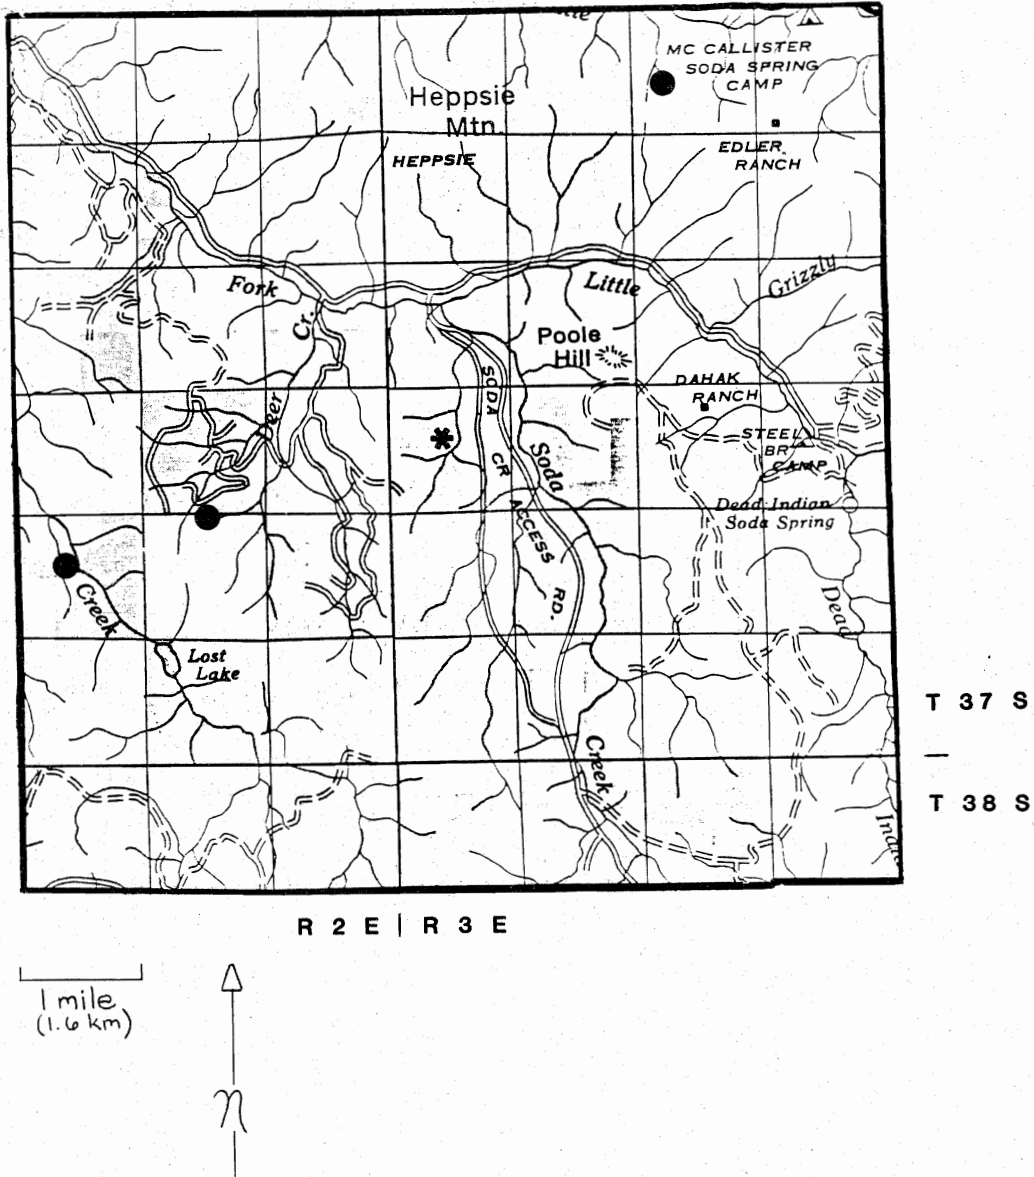 MC CALLISTER
SODA SPRING
CAMP
Heppsie
Mtn.
HEPPSIE
EDLER
RANCH
Fork
Little
Grizzly
Cr.
Poole
Hill
SODA
DAHAK
RANCH
Deer
STEEL
BR
CAMP
CR
Soda
ACCESS
Dead Indian
Soda Spring
RD.
Creek
Dead
Lost
Lake
T 37 S
—
T 38 S
Creek
R 2 E | R 3 E
1 mile
(1.6 km)
N